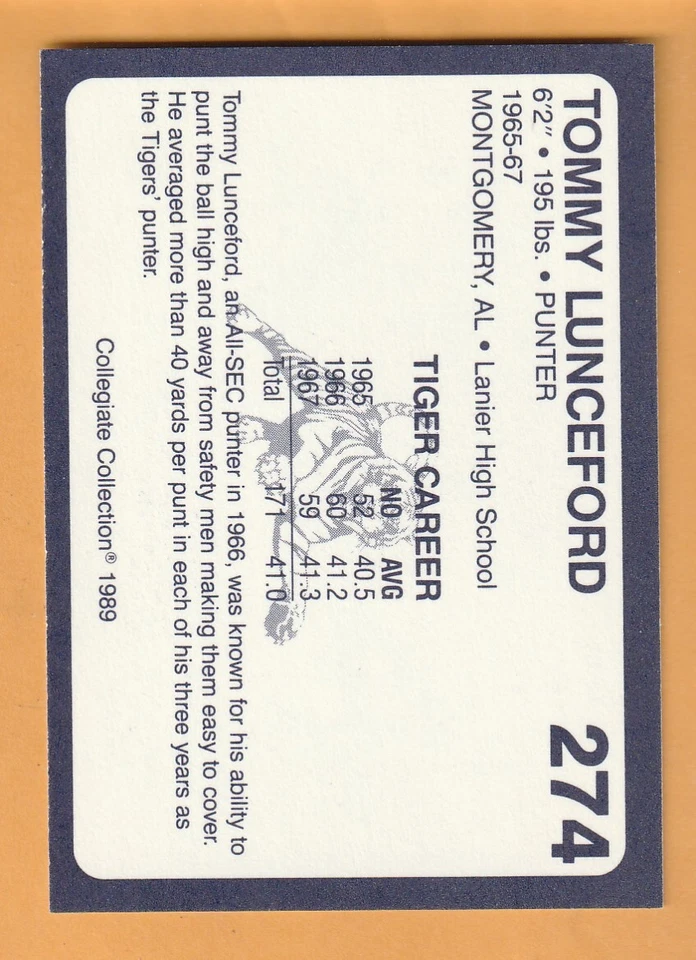 TOMMY LUNCEFORD 274
6'2" • 195 lbs. • PUNTER
1965-67
MONTGOMERY, AL • Lanier High School
TIGER CAREER
NO AVG
1965 52 40.5
1966 60 41.2
1967 59 41.3
Total 171 41.0
Tommy Lunceford, an All-SEC punter in 1966, was known for his ability to
punt the ball high and away from safety men making them easy to cover.
He averaged more than 40 yards per punt in each of his three years as
the Tigers' punter.
Collegiate Collection® 1989